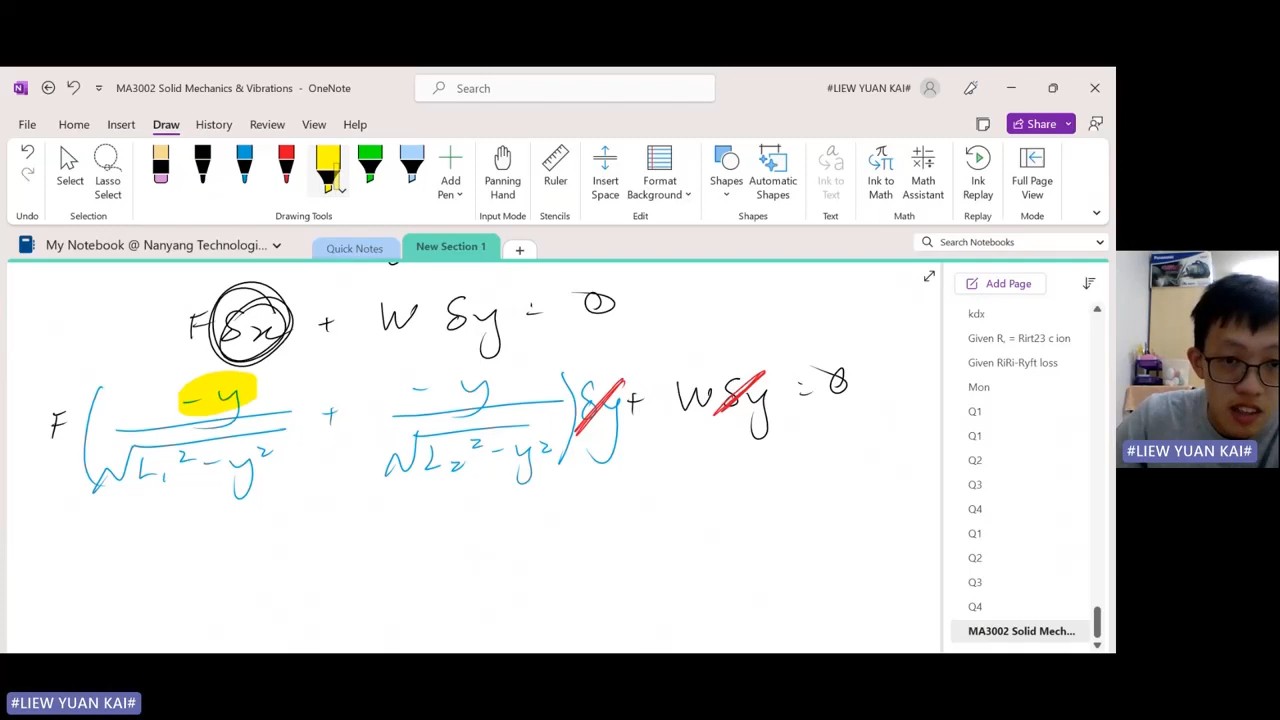 MA3002 Solid Mechanics & Vibrations - OneNote
Search
#LIEW YUAN KAI#
File Home Insert Draw History Review View Help
Share
Undo
Select
Lasso Select
Add Pen
Panning Hand
Ruler
Insert Space
Format Background
Shapes
Automatic Shapes
Ink to Text
Ink to Math
Math Assistant
Ink Replay
Full Page View
Selection
Drawing Tools
Input Mode
Stencils
Edit
Shapes
Text
Math
Replay
Mode
My Notebook @ Nanyang Technologi...
Quick Notes
New Section 1
Search Notebooks
Fδx + Wδy = 0
F(-y/√L₁²-y² + -y/√L₂²-y²)δy + Wδy = 0
Add Page
kdx
Given R, = Rirt23 c ion
Given RiRi-Ryft loss
Mon
Q1
Q1
Q2
Q3
Q4
Q1
Q2
Q3
Q4
MA3002 Solid Mech...
#LIEW YUAN KAI#
#LIEW YUAN KAI#